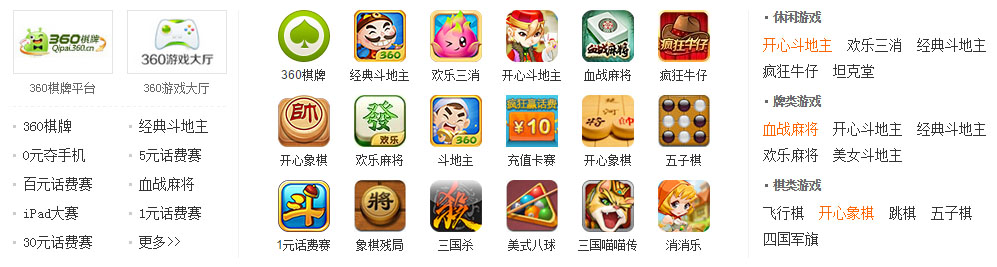 360棋牌
Qipai.360.cn
360游戏大厅
360棋牌平台
360游戏大厅
360棋牌
经典斗地主
0元夺手机
5元话费赛
百元话费赛
血战麻将
iPad大赛
1元话费赛
30元话费赛
更多>>
360
血战麻将
疯狂牛仔
360棋牌
经典斗地主
欢乐三消
开心斗地主
血战麻将
疯狂牛仔
帥
發
欢乐
360
疯狂赢话费
¥10
开心象棋
欢乐麻将
斗地主
充值卡赛
开心象棋
五子棋
斗
將
杀
1元话费赛
象棋残局
三国杀
美式八球
三国喵喵传
消消乐
休闲游戏
开心斗地主 欢乐三消 经典斗地主
疯狂牛仔 坦克堂
牌类游戏
血战麻将 开心斗地主 经典斗地主
欢乐麻将 美女斗地主
棋类游戏
飞行棋 开心象棋 跳棋 五子棋
四国军旗